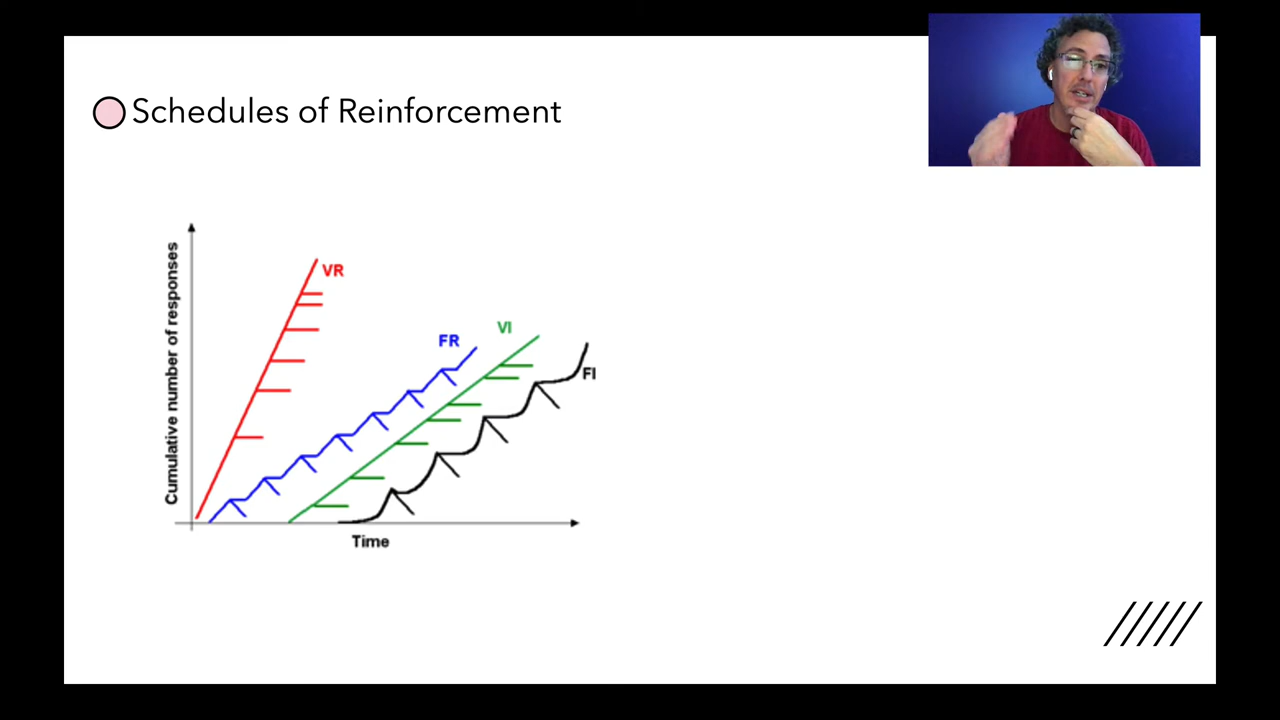 Schedules of Reinforcement
Cumulative number of responses
VR
FR
VI
FI
Time